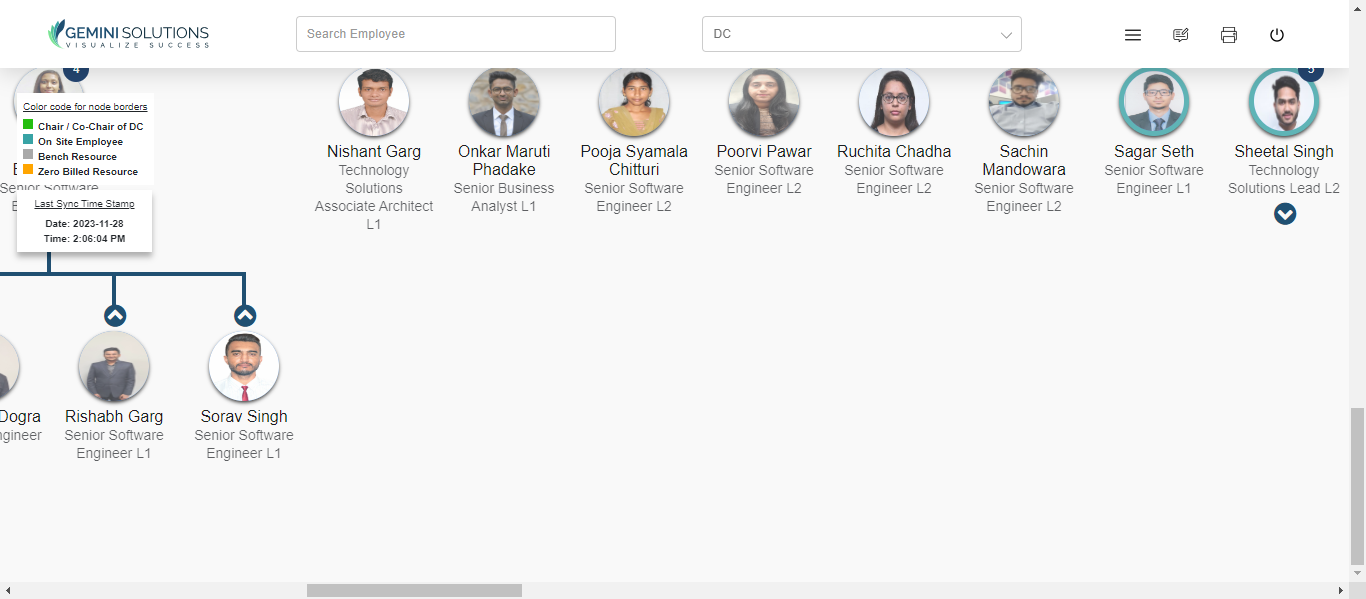 GEMINI SOLUTIONS
VISUALIZE SUCCESS
Search Employee
DC
4
5
Color code for node borders
Chair / Co-Chair of DC
On Site Employee
Bench Resource
Zero Billed Resource
Senior Software
Last Sync Time Stamp
Date: 2023-11-28
Time: 2:06:04 PM
Nishant Garg
Technology
Solutions
Associate Architect
L1
Onkar Maruti
Phadake
Senior Business
Analyst L1
Pooja Syamala
Chitturi
Senior Software
Engineer L2
Poorvi Pawar
Senior Software
Engineer L2
Ruchita Chadha
Senior Software
Engineer L2
Sachin
Mandowara
Senior Software
Engineer L2
Sagar Seth
Senior Software
Engineer L1
Sheetal Singh
Technology
Solutions Lead L2
Dogra
ngineer
Rishabh Garg
Senior Software
Engineer L1
Sorav Singh
Senior Software
Engineer L1